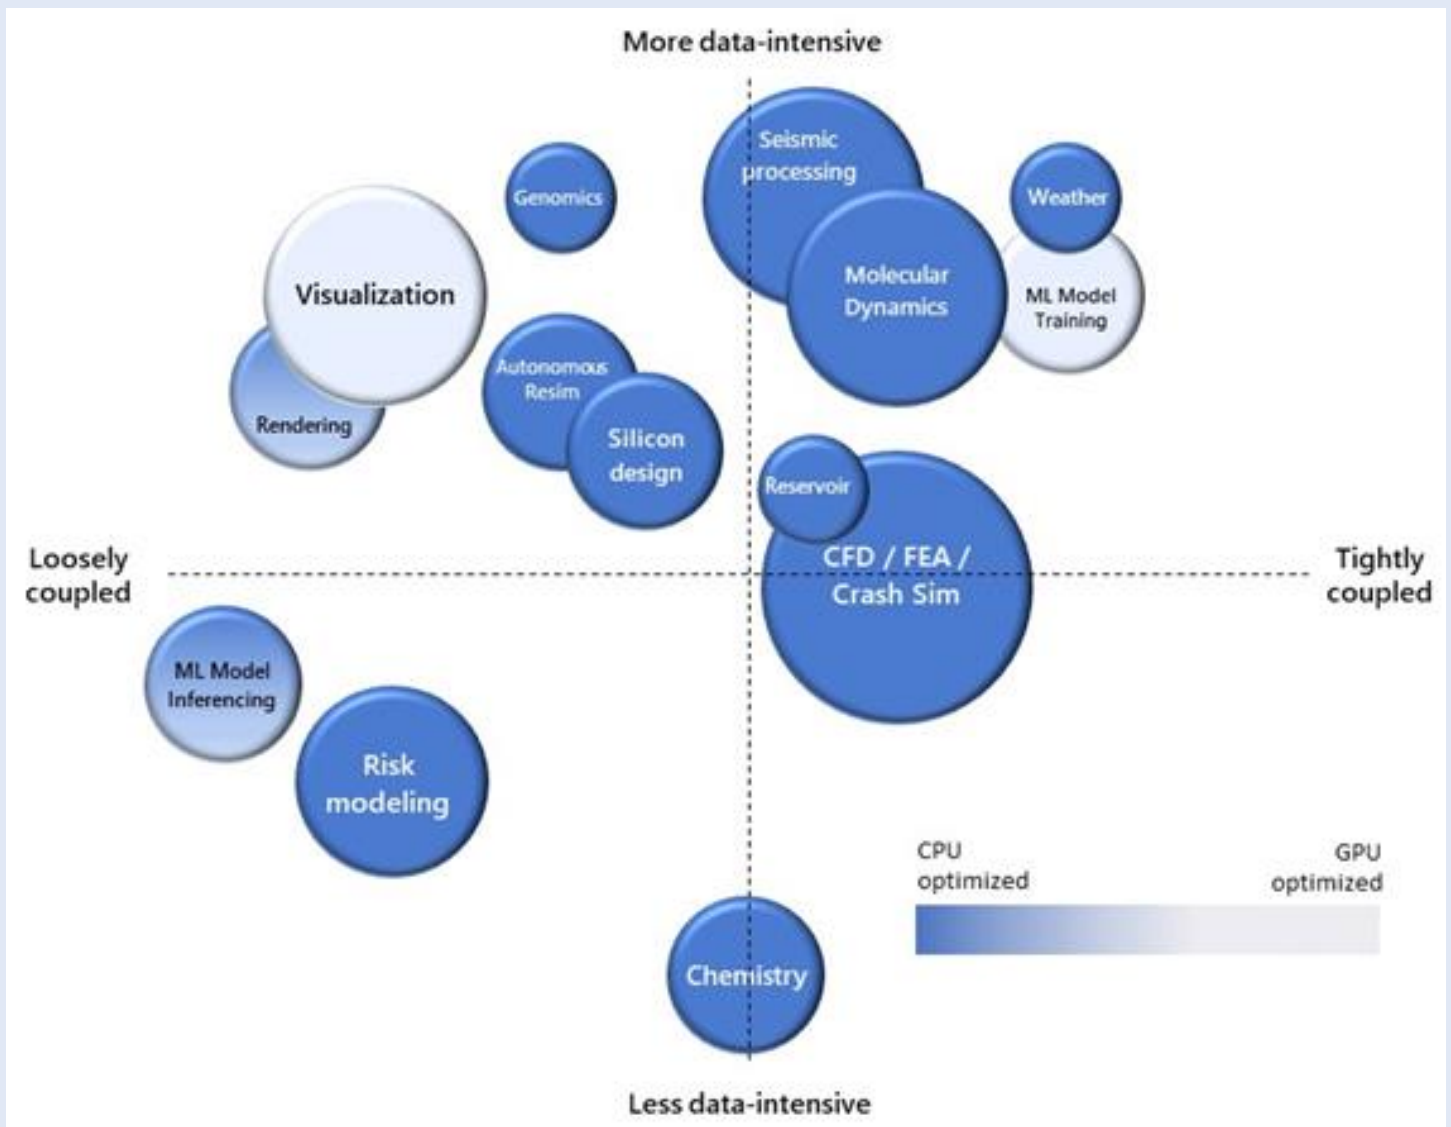 More data-intensive
Seismic
processing
Genomics
Weather
Visualization
Molecular
Dynamics
ML Model
Training
Autonomous
Resim
Rendering
Silicon
design
Reservoir
Loosely
coupled
CFD / FEA /
Crash Sim
Tightly
coupled
ML Model
Inferencing
Risk
modeling
CPU
optimized
GPU
optimized
Chemistry
Less data-intensive